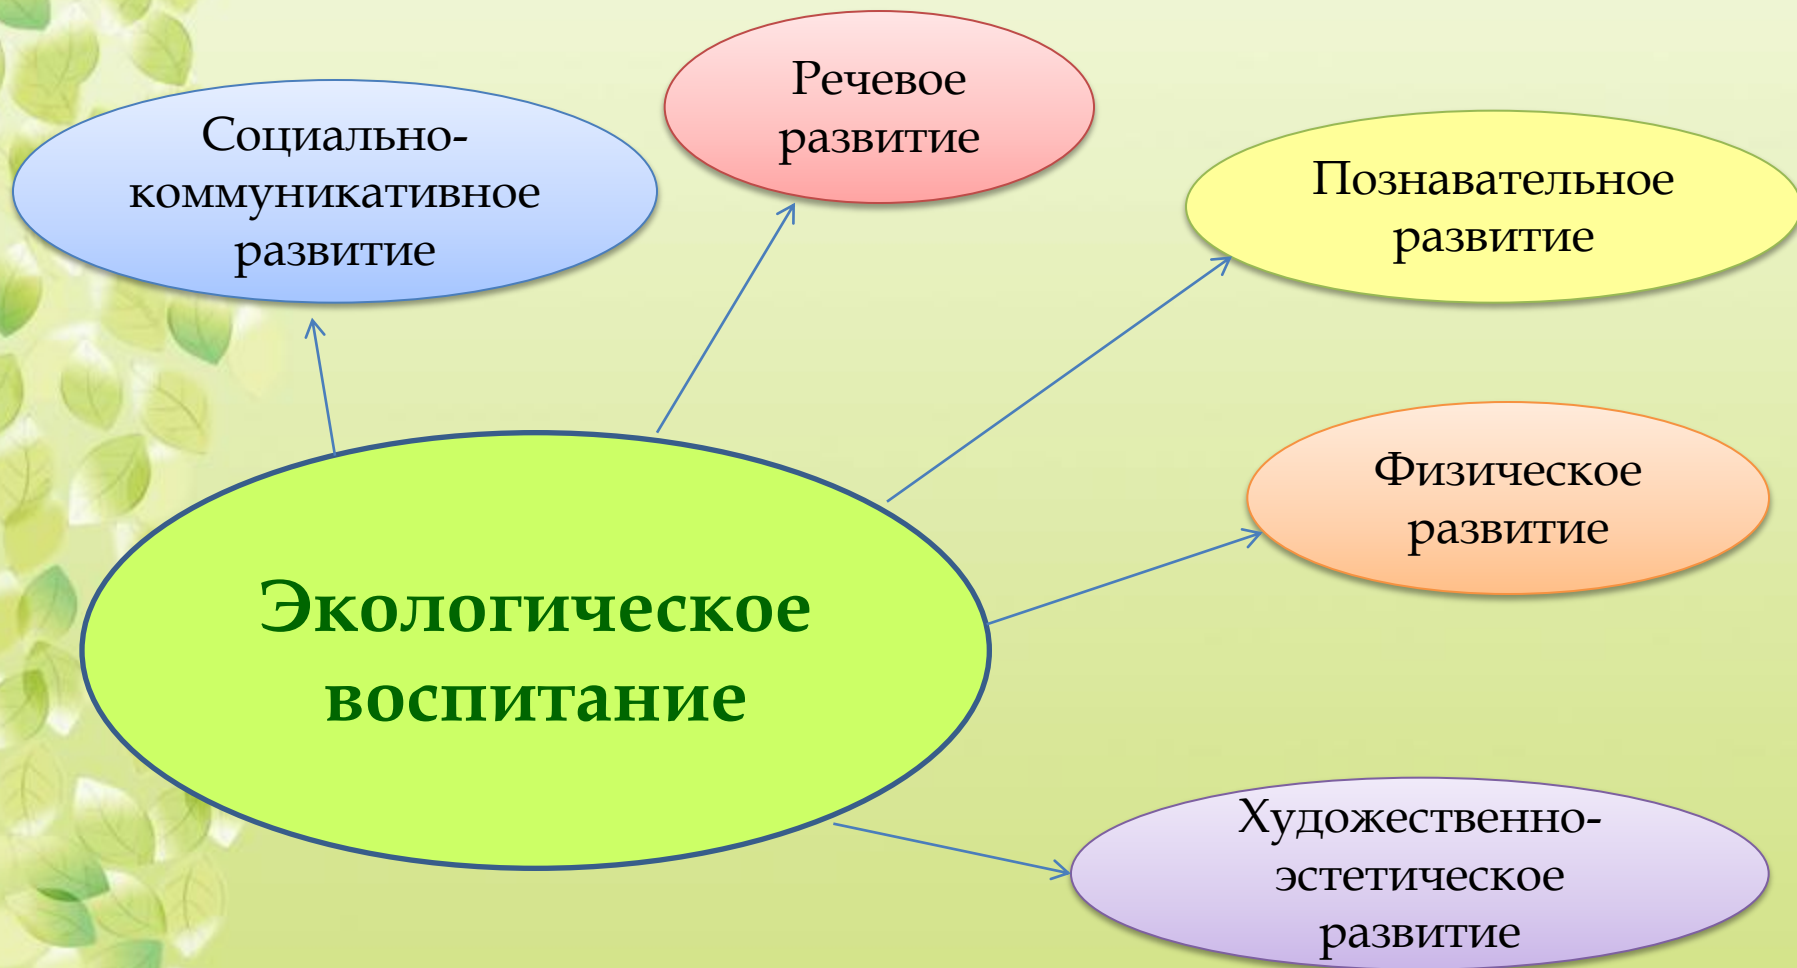 Социально-
коммуникативное
развитие
Речевое
развитие
Познавательное
развитие
Физическое
развитие
Экологическое
воспитание
Художественно-
эстетическое
развитие